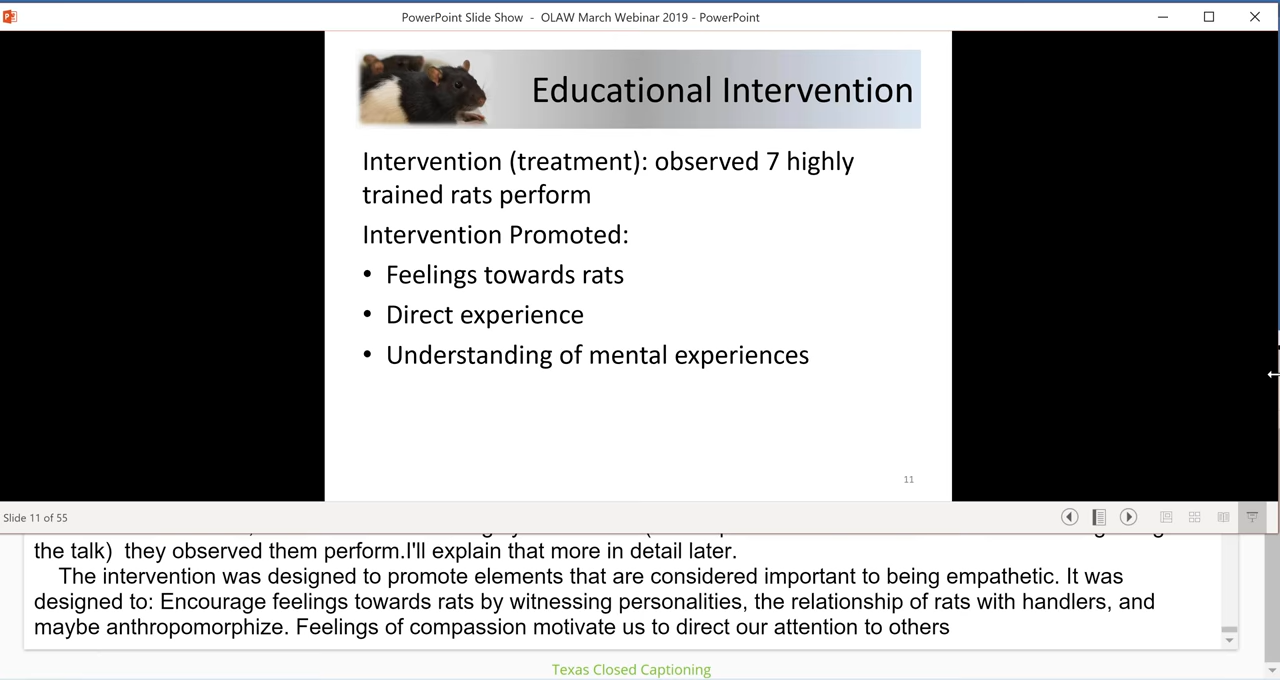 PowerPoint Slide Show - OLAW March Webinar 2019 - PowerPoint
Educational Intervention
Intervention (treatment): observed 7 highly
trained rats perform
Intervention Promoted:
• Feelings towards rats
• Direct experience
• Understanding of mental experiences
11
Slide 11 of 55
the talk)  they observed them perform.I'll explain that more in detail later.
The intervention was designed to promote elements that are considered important to being empathetic. It was
designed to: Encourage feelings towards rats by witnessing personalities, the relationship of rats with handlers, and
maybe anthropomorphize. Feelings of compassion motivate us to direct our attention to others
Texas Closed Captioning